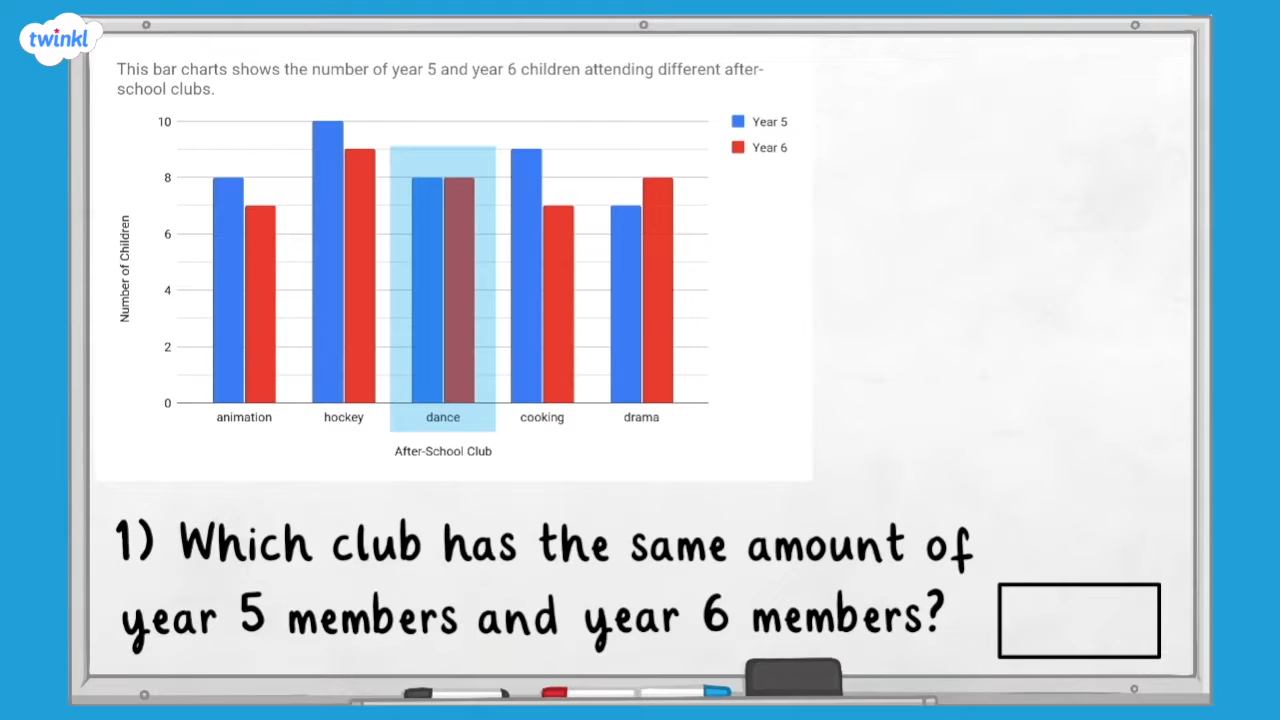 twinkl
This bar charts shows the number of year 5 and year 6 children attending different after-
school clubs.
Year 5
Year 6
10
8
6
4
2
0
Number of Children
animation hockey dance cooking drama
After-School Club
1) Which club has the same amount of
year 5 members and year 6 members?